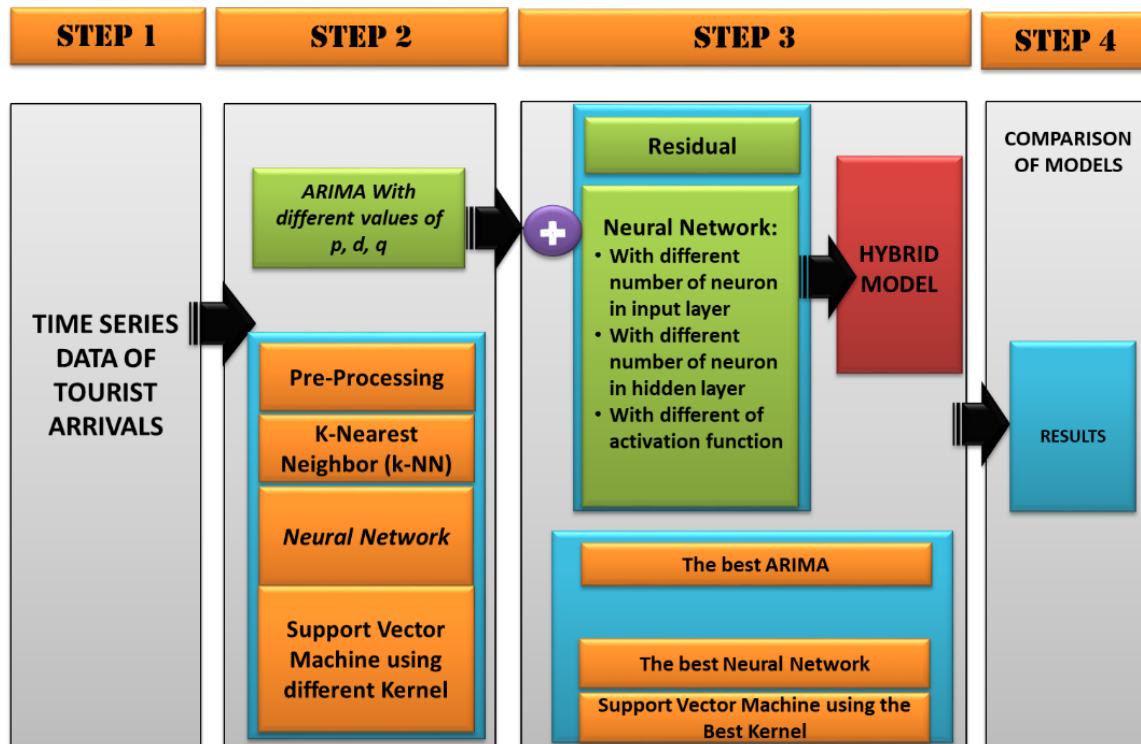 STEP 1
STEP 2
STEP 3
STEP 4
TIME SERIES
DATA OF
TOURIST
ARRIVALS
ARIMA With
different values of
p, d, q
Pre-Processing
K-Nearest
Neighbor (k-NN)
Neural Network
Support Vector
Machine using
different Kernel
+
Residual
Neural Network:
• With different
number of neuron
in input layer
• With different
number of neuron
in hidden layer
• With different of
activation function
HYBRID
MODEL
The best ARIMA
The best Neural Network
Support Vector Machine using the
Best Kernel
COMPARISON
OF MODELS
RESULTS